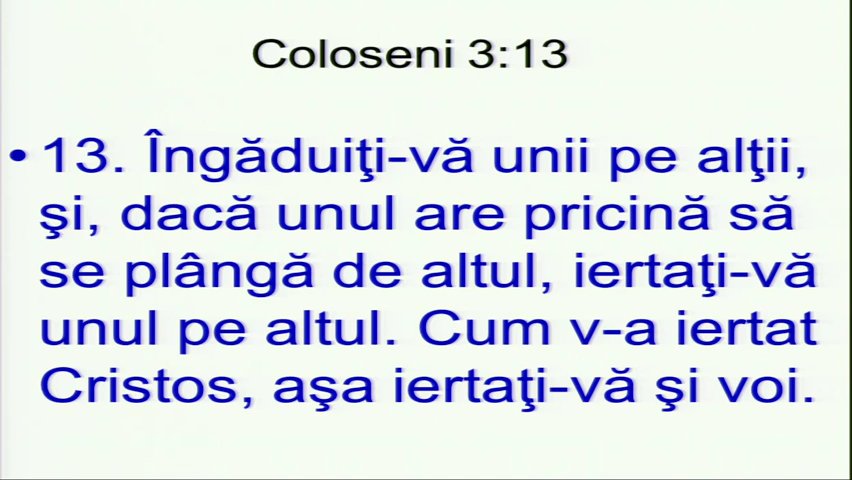 Coloseni 3:13
• 13. Îngăduiţi-vă unii pe alţii,
şi, dacă unul are pricină să
se plângă de altul, iertaţi-vă
unul pe altul. Cum v-a iertat
Cristos, aşa iertaţi-vă şi voi.